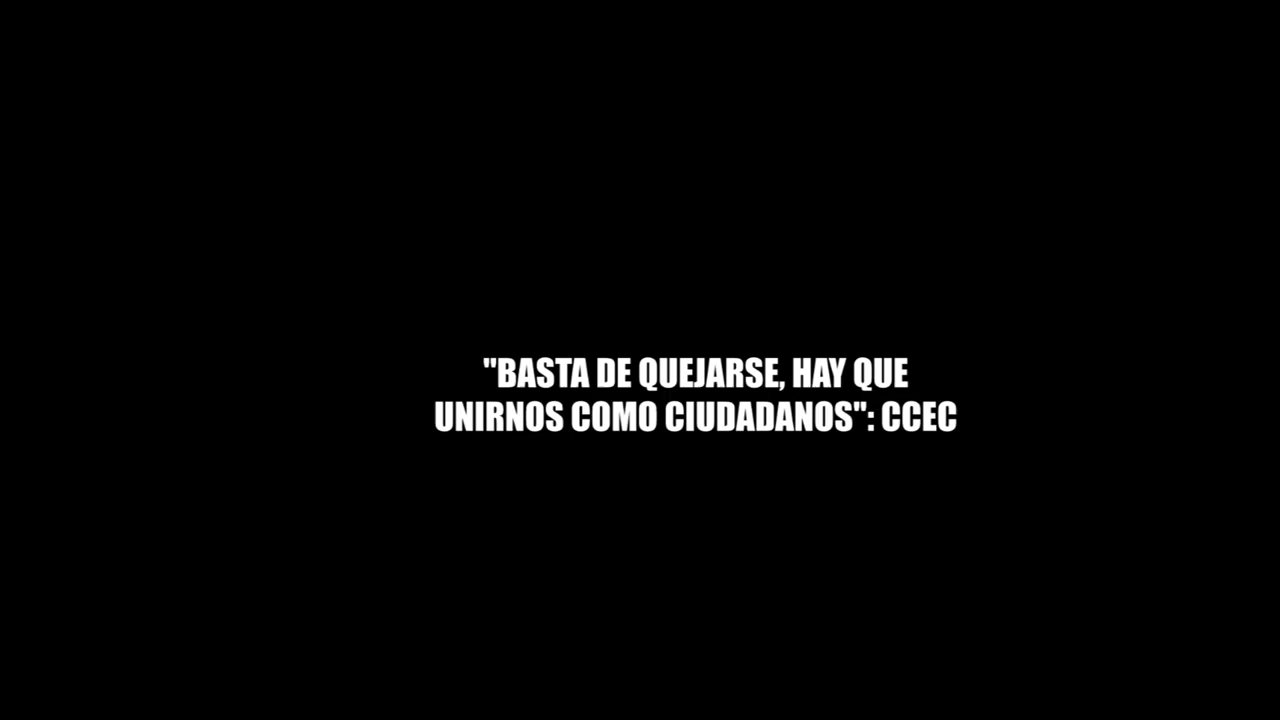 "BASTA DE QUEJARSE, HAY QUE
UNIRNOS COMO CIUDADANOS": CCEC